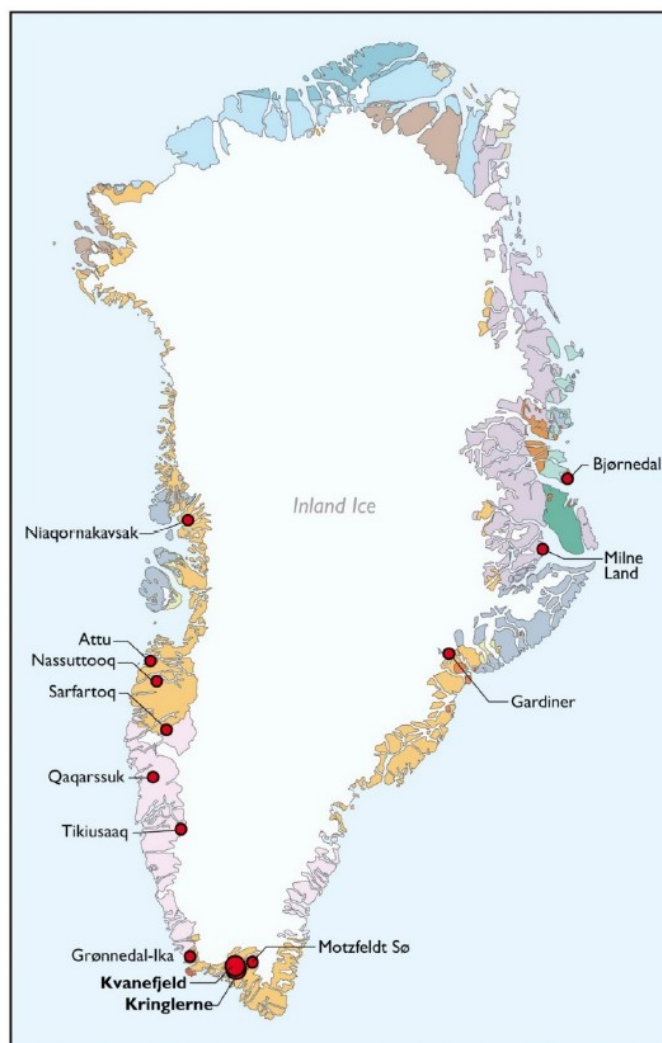 Bjørnedal
Inland Ice
Niaqornakavsak
Milne
Land
Attu
Nassuttooq
Gardiner
Sarfartoq
Qaqarssuk
Tikiusaaq
Motzfeldt Sø
Grønnedal-Ika
Kvanefjeld
Kringlerne